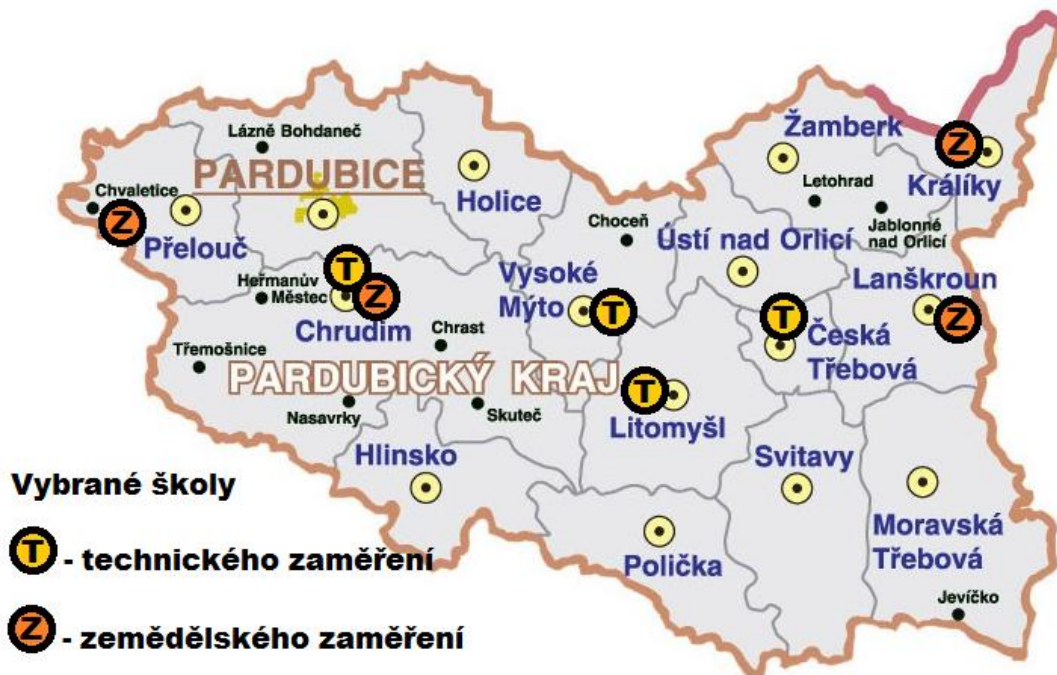 Žamberk
Z
Lázně Bohdaneč
PARDUBICE
Holice
Letohrad
Králíky
Chvaletice
Z
Přelouč
Choceň
Ústí nad Orlicí
Jablonné
nad Orlicí
T
Heřmanův
Městec
Z
Chrudim
Vysoké
Mýto
T
T
Lanškroun
Z
Česká
Třebová
Chrast
Třemošnice
PARDUBICKÝ KRAJ
T
Litomyšl
Nasavrky
Skuteč
Hlinsko
Svitavy
Vybrané školy
Moravská
Třebová
T - technického zaměření
Polička
Jevíčko
Z - zemědělského zaměření